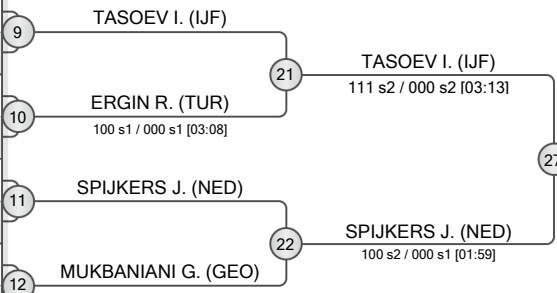 TASOEV I. (IJF)
9
21
TASOEV I. (IJF)
111 s2 / 000 s2 [03:13]
ERGIN R. (TUR)
10
100 s1 / 000 s1 [03:08]
27
SPIJKERS J. (NED)
11
22
SPIJKERS J. (NED)
100 s2 / 000 s1 [01:59]
MUKBANIANI G. (GEO)
12